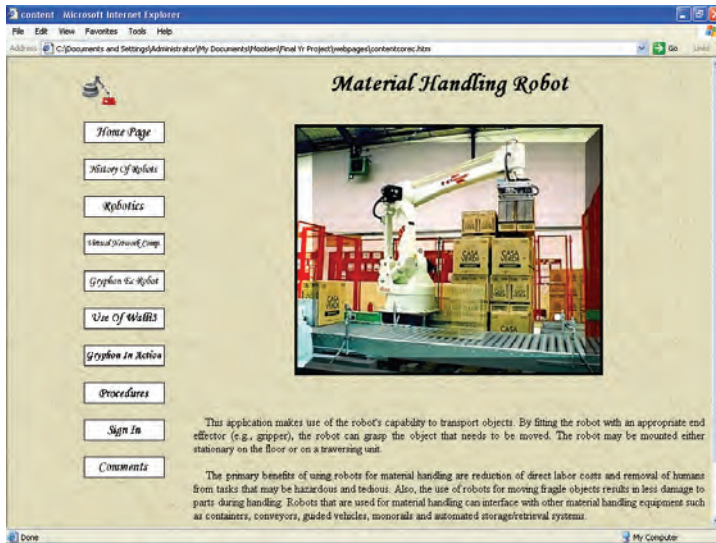 content - Microsoft Internet Explorer
File Edit View Favorites Tools Help
Address C:\Documents and Settings\Administrator\My Documents\Mootien\Final Yr Project\webpages\contentcorec.htm Go Links
Material Handling Robot
Home Page
History Of Robots
Robotics
Virtual Network Comp.
Gryphon Ec Robot
Use Of Walli3
Gryphon In Action
Procedures
Sign In
Comments
CASA
CASA
CASA
This application makes use of the robot's capability to transport objects. By fitting the robot with an appropriate end
effector (e.g., gripper), the robot can grasp the object that needs to be moved. The robot may be mounted either
stationary on the floor or on a traversing unit.
The primary benefits of using robots for material handling are reduction of direct labor costs and removal of humans
from tasks that may be hazardous and tedious. Also, the use of robots for moving fragile objects results in less damage to
parts during handling. Robots that are used for material handling can interface with other material handling equipment such
as containers, conveyors, guided vehicles, monorails and automated storage/retrieval systems.
Done My Computer